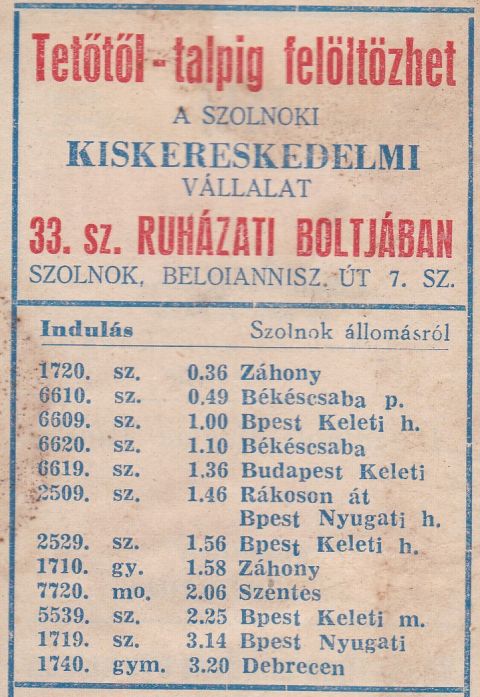 Tetőtől - talpig felöltözhet
A SZOLNOKI
KISKERESKEDELMI
VÁLLALAT
33. sz. RUHÁZATI BOLTJÁBAN
SZOLNOK, BELOIANNISZ. ÚT 7. SZ.
Indulás Szolnok állomásról
1720. sz. 0.36 Záhony
6610. sz. 0.49 Békéscsaba p.
6609. sz. 1.00 Bpest Keleti h.
6620. sz. 1.10 Békéscsaba
6619. sz. 1.36 Budapest Keleti
2509. sz. 1.46 Rákoson át
Bpest Nyugati h.
2529. sz. 1.56 Bpest Keleti h.
1710. gy. 1.58 Záhony
7720. mo. 2.06 Szentes
5539. sz. 2.25 Bpest Keleti m.
1719. sz. 3.14 Bpest Nyugati
1740. gym. 3.20 Debrecen